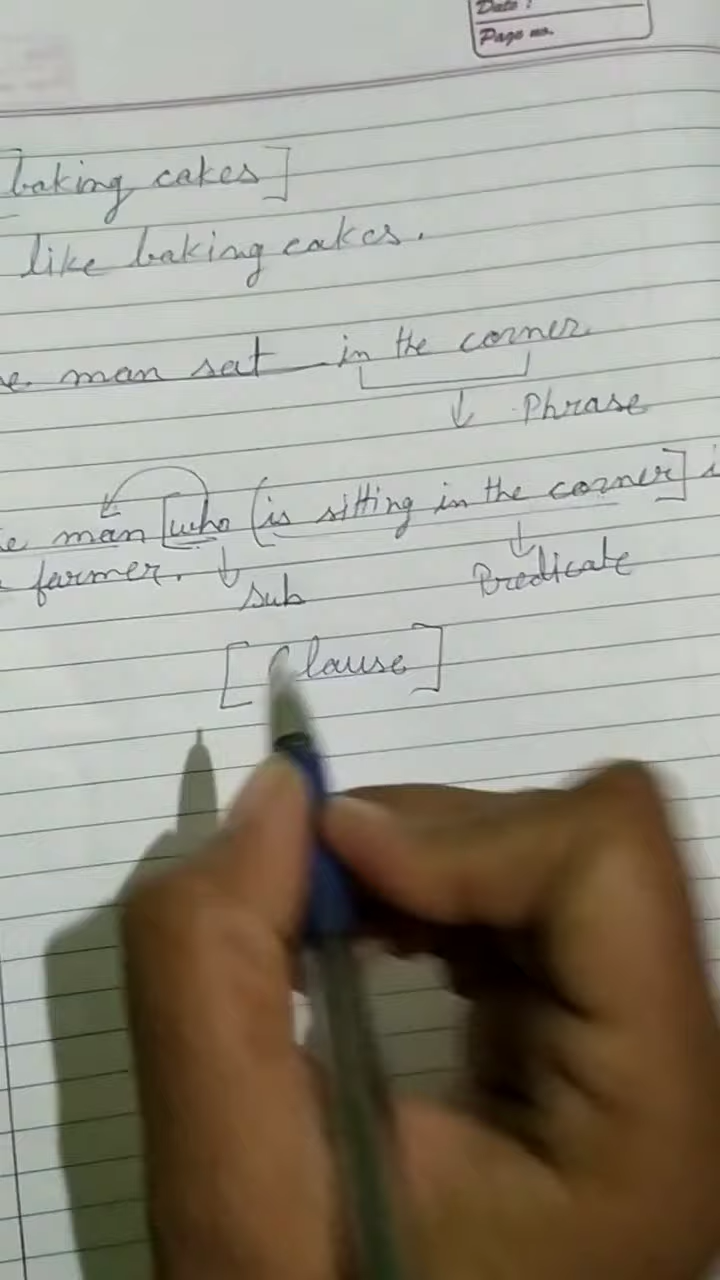 Date :
Page no.
[baking cakes]
like baking cakes.
man sat in the corner.
Phrase
man [who (is sitting in the corner]
farmer.
Sub
Predicate
[Clause]